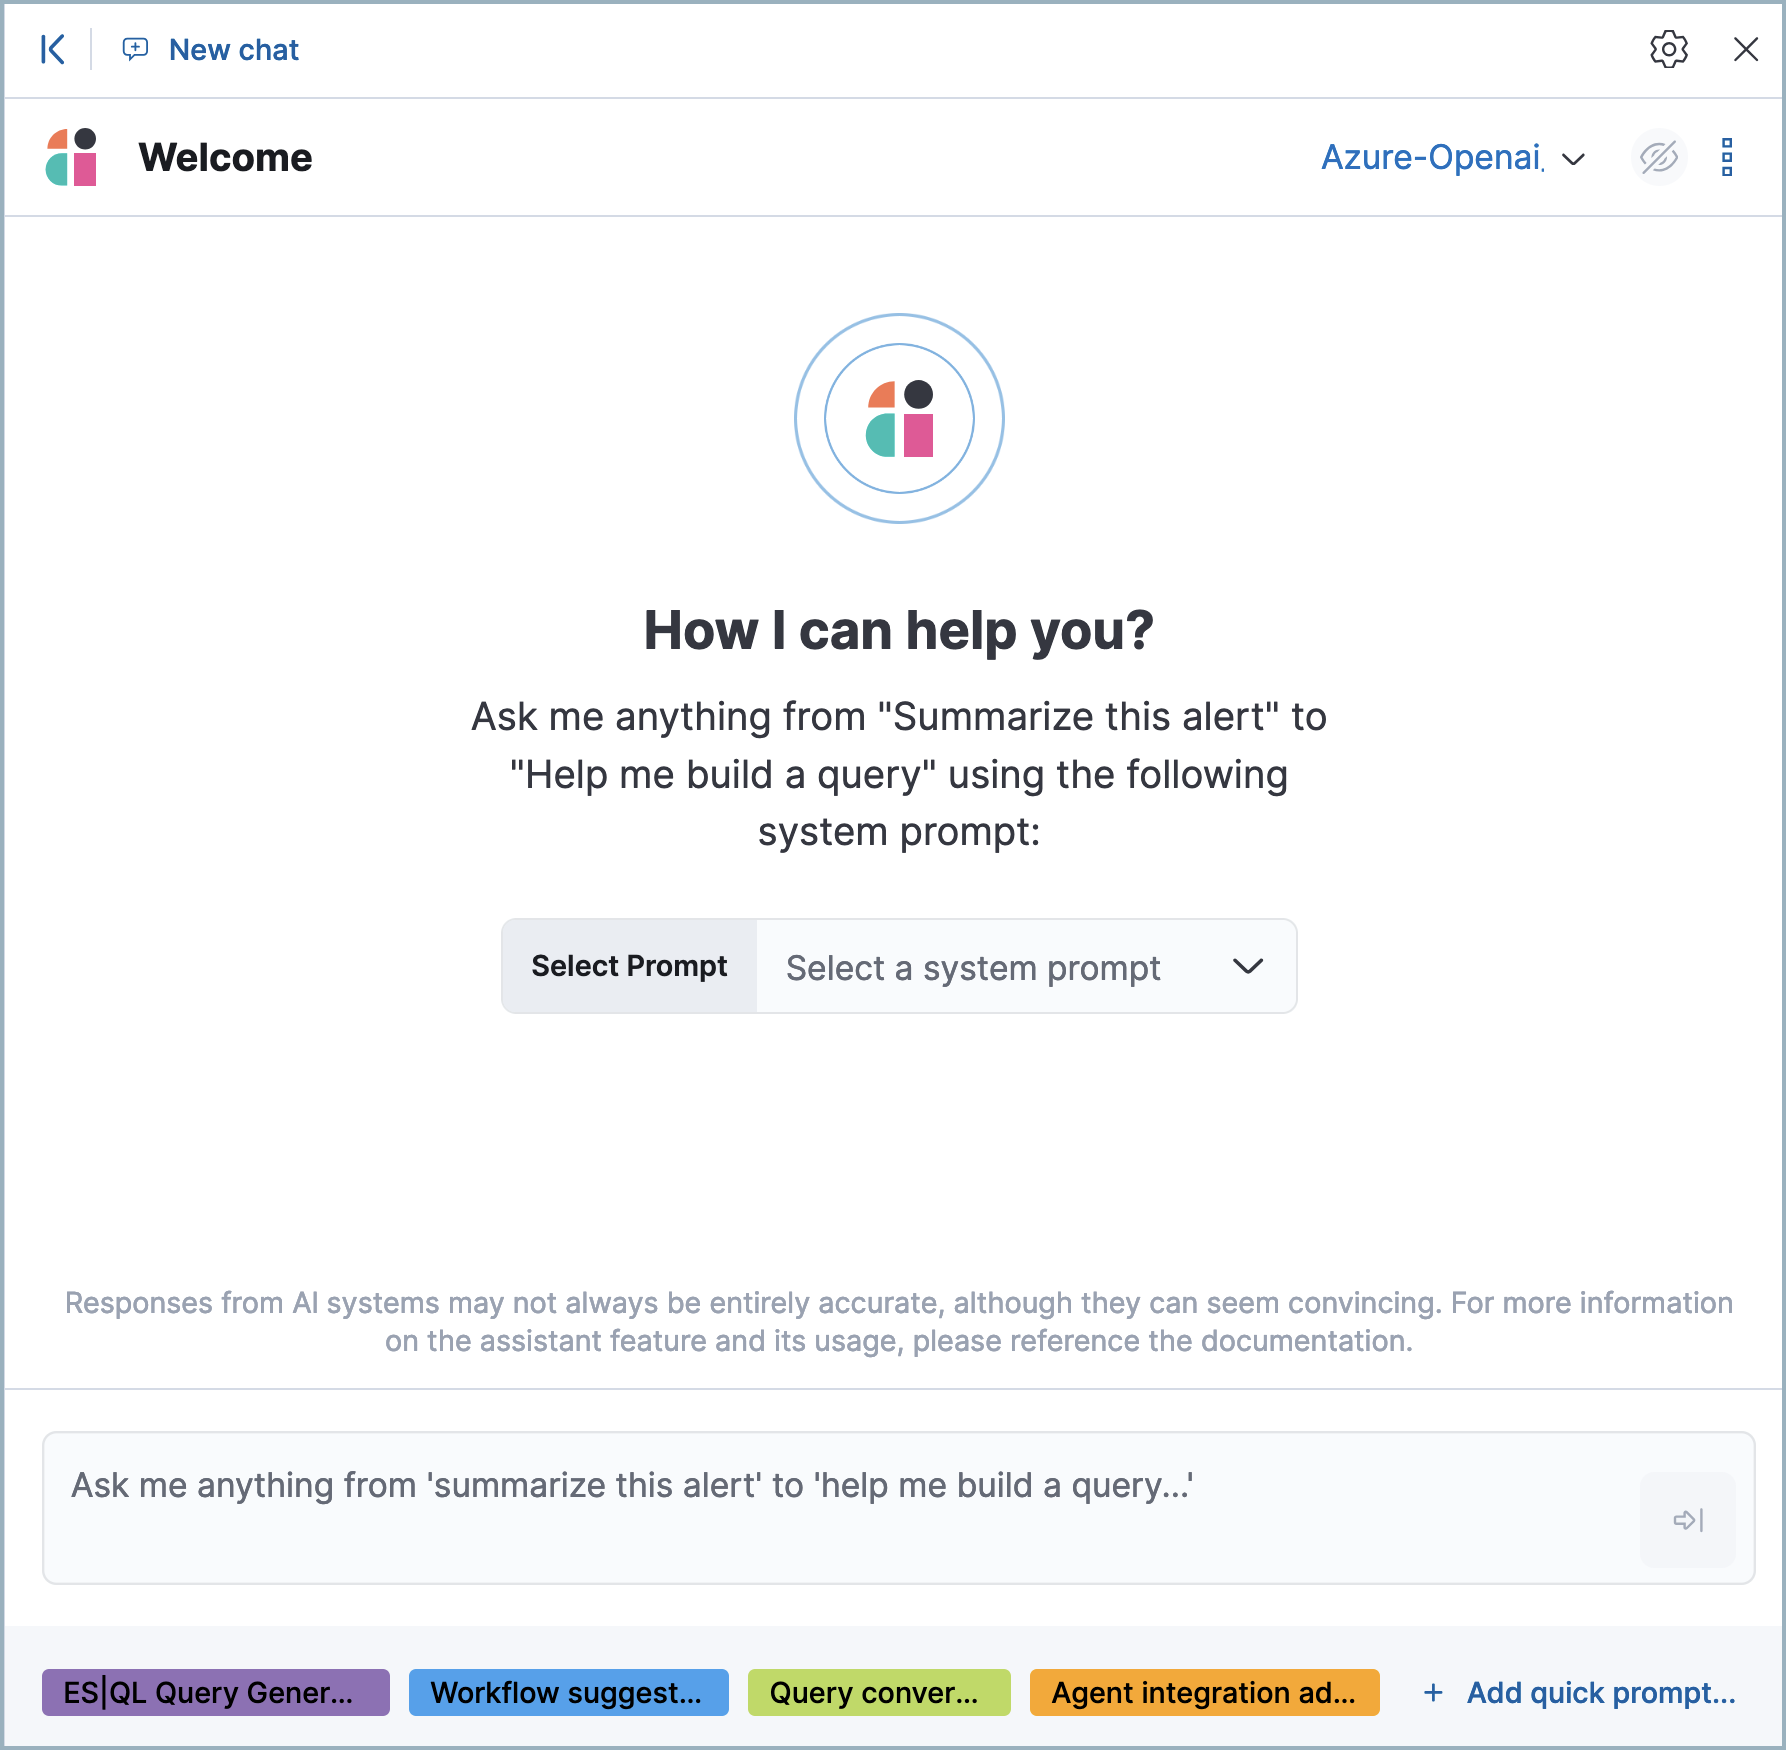 New chat
Welcome
Azure-Openai.
How I can help you?
Ask me anything from "Summarize this alert" to
"Help me build a query" using the following
system prompt:
Select Prompt
Select a system prompt
Responses from AI systems may not always be entirely accurate, although they can seem convincing. For more information
on the assistant feature and its usage, please reference the documentation.
Ask me anything from 'summarize this alert' to 'help me build a query...'
ES|QL Query Gener...
Workflow suggest...
Query conver...
Agent integration ad...
+ Add quick prompt...